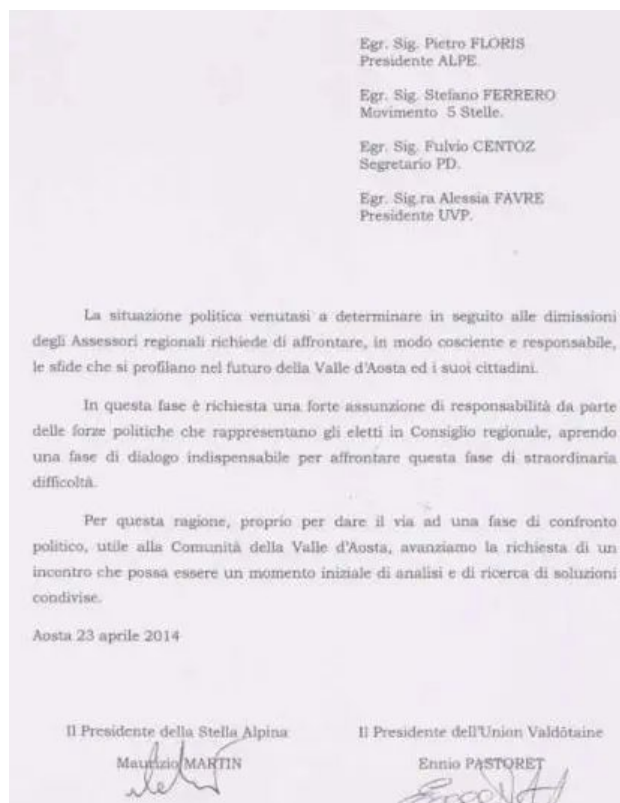 Egr. Sig. Pietro FLORIS
Presidente ALPE.
Egr. Sig. Stefano FERRERO
Movimento 5 Stelle.
Egr. Sig. Fulvio CENTOZ
Segretario PD.
Egr. Sig.ra Alessia FAVRE
Presidente UVP.
La situazione politica venutasi a determinare in seguito alle dimissioni
degli Assessori regionali richiede di affrontare, in modo cosciente e responsabile,
le sfide che si profilano nel futuro della Valle d'Aosta ed i suoi cittadini.
In questa fase è richiesta una forte assunzione di responsabilità da parte
delle forze politiche che rappresentano gli eletti in Consiglio regionale, aprendo
una fase di dialogo indispensabile per affrontare questa fase di straordinaria
difficoltà.
Per questa ragione, proprio per dare il via ad una fase di confronto
politico, utile alla Comunità della Valle d'Aosta, avanziamo la richiesta di un
incontro che possa essere un momento iniziale di analisi e di ricerca di soluzioni
condivise.
Aosta 23 aprile 2014
Il Presidente della Stella Alpina
Il Presidente dell'Union Valdôtaine
Maurizio MARTIN
Ennio PASTORET